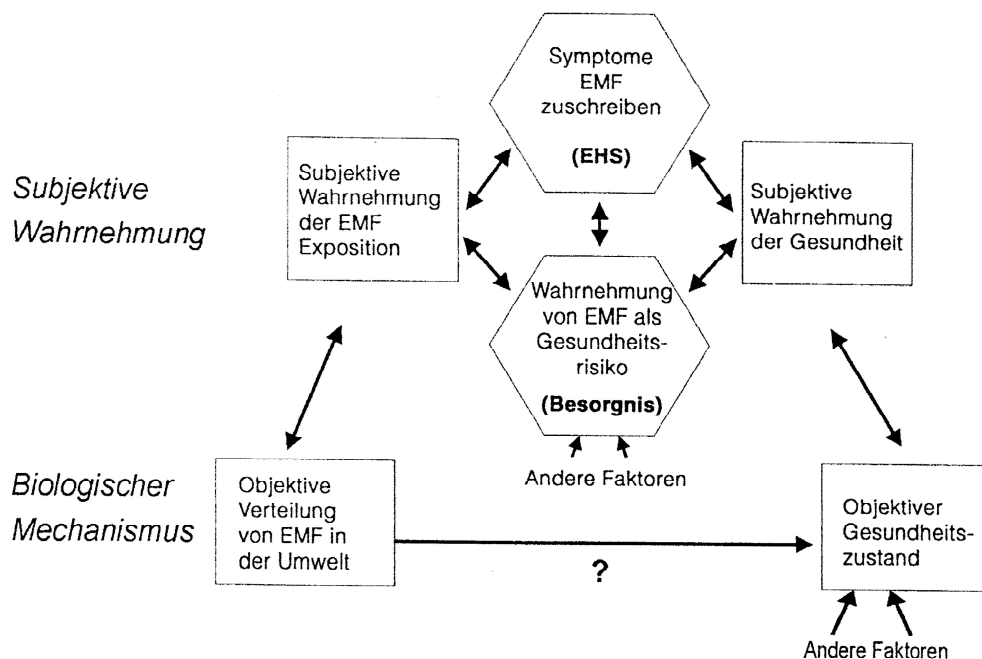 Symptome
EMF
zuschreiben
(EHS)
Subjektive
Wahrnehmung
Subjektive
Wahrnehmung
der EMF
Exposition
Subjektive
Wahrnehmung
der Gesundheit
Wahrnehmung
von EMF als
Gesundheits-
risiko
(Besorgnis)
Andere Faktoren
Biologischer
Mechanismus
Objektive
Verteilung
von EMF in
der Umwelt
?
Objektiver
Gesundheits-
zustand
Andere Faktoren